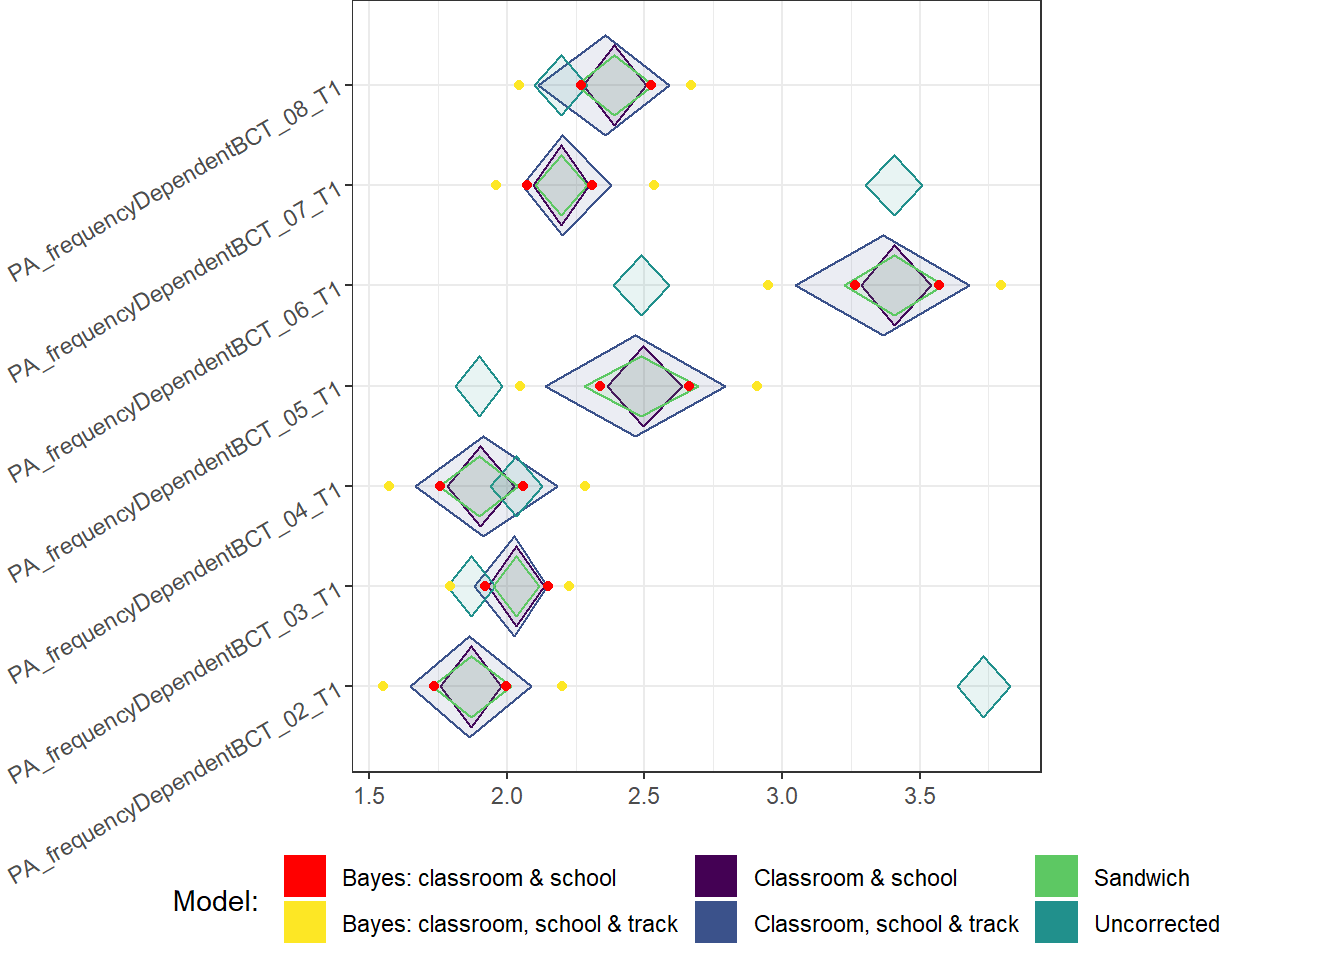 PA_frequencyDependentBCT_08_T1
PA_frequencyDependentBCT_07_T1
PA_frequencyDependentBCT_06_T1
PA_frequencyDependentBCT_05_T1
PA_frequencyDependentBCT_04_T1
PA_frequencyDependentBCT_03_T1
PA_frequencyDependentBCT_02_T1
1.5 2.0 2.5 3.0 3.5
Model:
Bayes: classroom & school Classroom & school Sandwich
Bayes: classroom, school & track Classroom, school & track Uncorrected